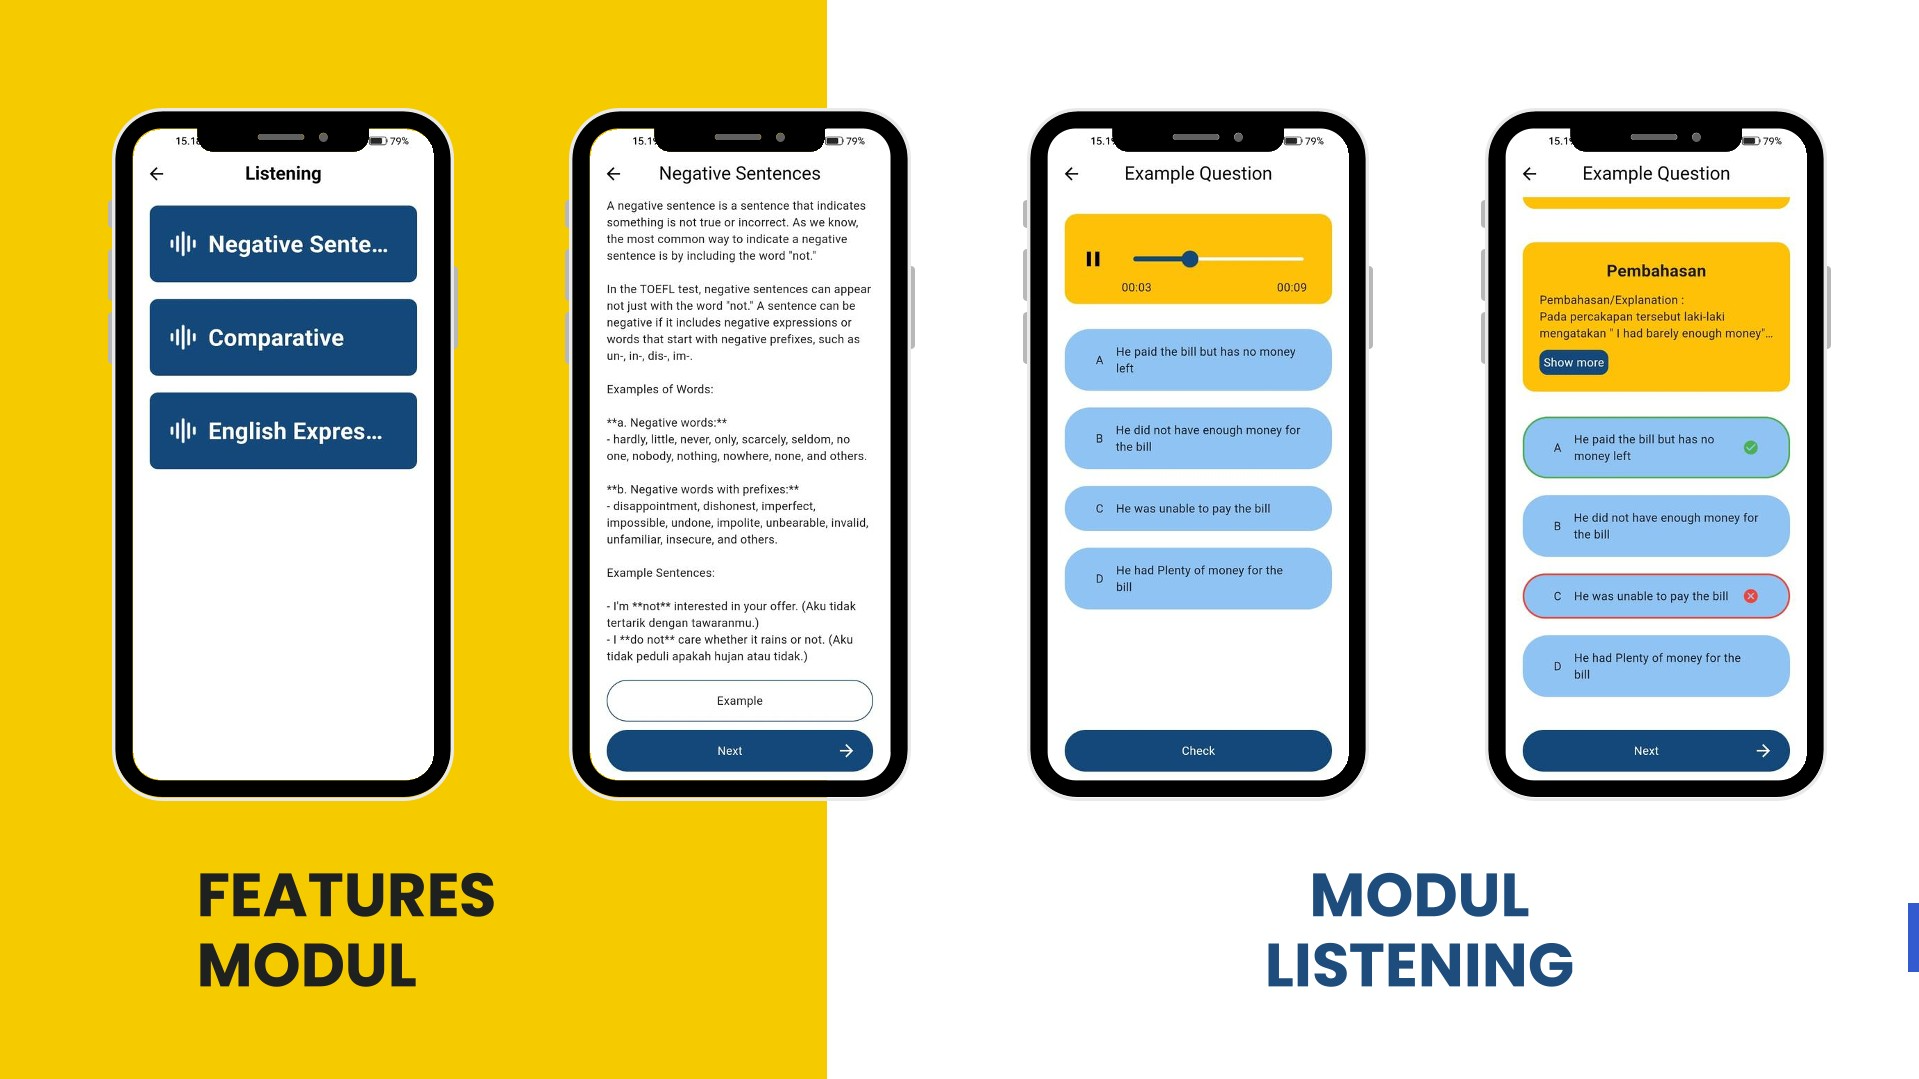 15.18
79%
Listening
Negative Sente...
Comparative
English Expres...
15.19
79%
Negative Sentences
A negative sentence is a sentence that indicates
something is not true or incorrect. As we know,
the most common way to indicate a negative
sentence is by including the word "not."
In the TOEFL test, negative sentences can appear
not just with the word "not." A sentence can be
negative if it includes negative expressions or
words that start with negative prefixes, such as
un-, in-, dis-, im-.
Examples of Words:
**a. Negative words:**
- hardly, little, never, only, scarcely, seldom, no
one, nobody, nothing, nowhere, none, and others.
**b. Negative words with prefixes:**
- disappointment, dishonest, imperfect,
impossible, undone, impolite, unbearable, invalid,
unfamiliar, insecure, and others.
Example Sentences:
- I'm **not** interested in your offer. (Aku tidak
tertarik dengan tawaranmu.)
- I **do not** care whether it rains or not. (Aku
tidak peduli apakah hujan atau tidak.)
Example
Next
15.19
79%
Example Question
00:03
00:09
A He paid the bill but has no money
left
B He did not have enough money for
the bill
C He was unable to pay the bill
D He had Plenty of money for the
bill
Check
15.19
79%
Example Question
Pembahasan
Pembahasan/Explanation :
Pada percakapan tersebut laki-laki
mengatakan " I had barely enough money"...
Show more
A He paid the bill but has no
money left
B He did not have enough money for
the bill
C He was unable to pay the bill
D He had Plenty of money for the
bill
Next
FEATURES
MODUL
MODUL
LISTENING